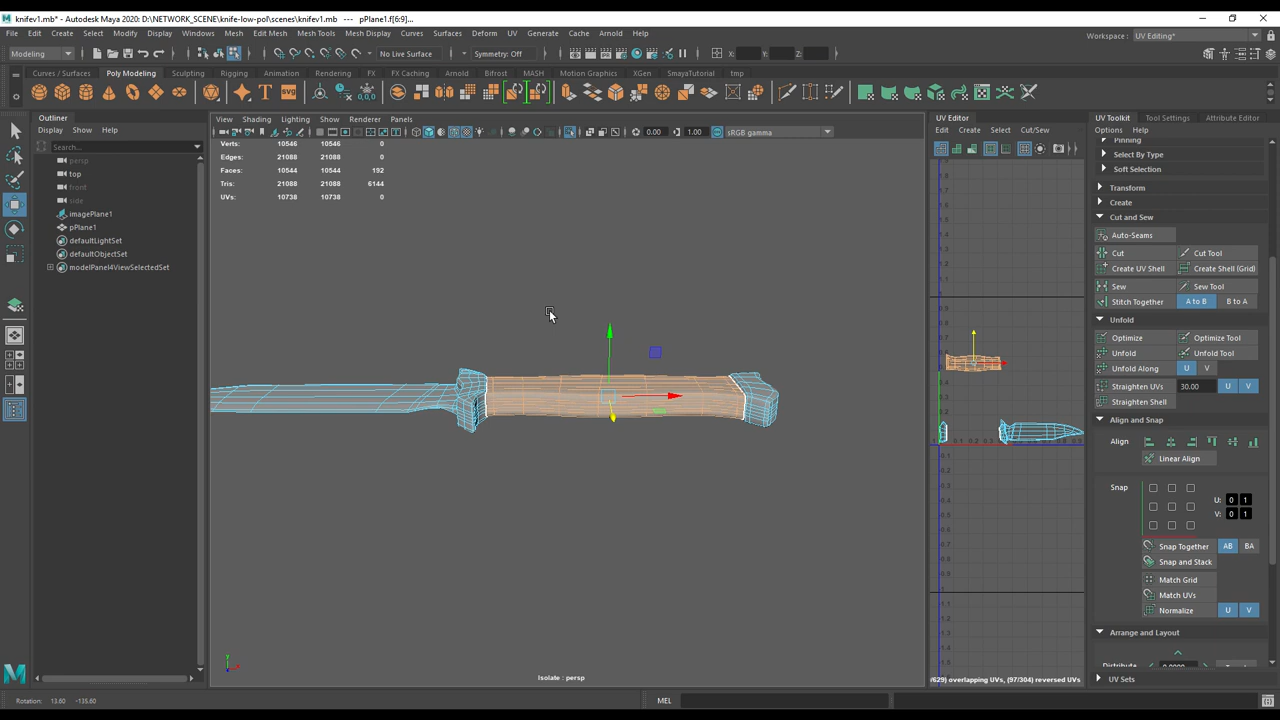 knifev1.mb* - Autodesk Maya 2020: D:\NETWORK_SCENE\knife-low-pol\scenes\knifev1.mb --- pPlane1.f[6:9]...
File Edit Create Select Modify Display Windows Mesh Edit Mesh Mesh Tools Mesh Display Curves Surfaces Deform UV Generate Cache Arnold Help
Workspace : UV Editing*
Modeling
No Live Surface
Symmetry: Off
X: Y: Z:
Curves / Surfaces Poly Modeling Sculpting Rigging Animation Rendering FX FX Caching Arnold Bifrost MASH Motion Graphics XGen SmayaTutorial tmp
Outliner
Display Show Help
Search...
persp
top
front
side
imagePlane1
pPlane1
defaultLightSet
defaultObjectSet
modelPanel4ViewSelectedSet
View Shading Lighting Show Renderer Panels
0.00 1.00 sRGB gamma
Verts: 10546 10546 0
Edges: 21088 21088 0
Faces: 10544 10544 192
Tris: 21088 21088 6144
UVs: 10738 10738 0
Isolate : persp
UV Editor
Edit Create Select Cut/Sew
/629) overlapping UVs, (97/304) reversed UVs
UV Toolkit Tool Settings Attribute Editor
Options Help
Pinning
Select By Type
Soft Selection
Transform
Create
Cut and Sew
Auto-Seams
Cut Cut Tool
Create UV Shell Create Shell (Grid)
Sew Sew Tool
Stitch Together A to B B to A
Unfold
Optimize Optimize Tool
Unfold Unfold Tool
Unfold Along U V
Straighten UVs 30.00 U V
Straighten Shell
Align and Snap
Align
Linear Align
Snap
U: 0 1
V: 0 1
Snap Together AB BA
Snap and Stack
Match Grid
Match UVs
Normalize U V
Arrange and Layout
Distribute
UV Sets
Rotation: 13.60 -135.60
MEL